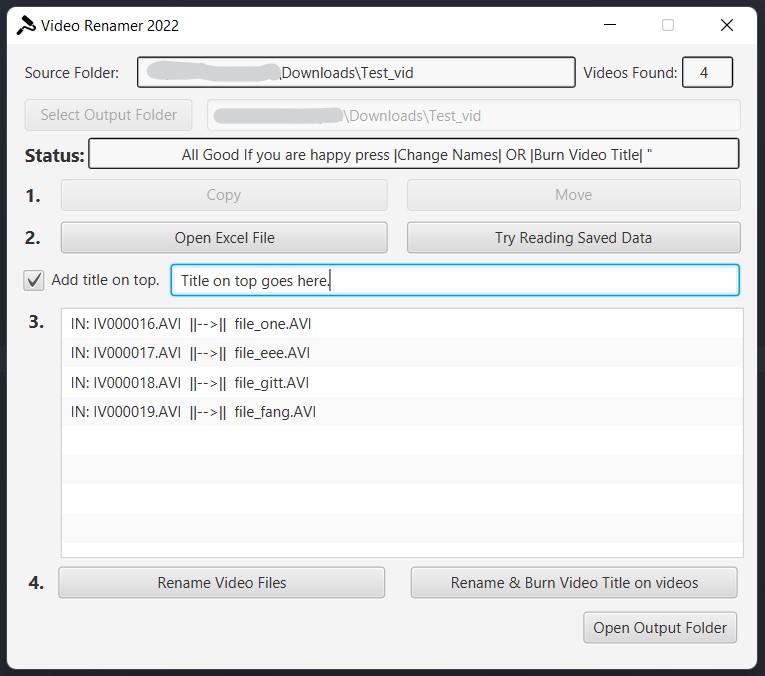 Video Renamer 2022
Source Folder: \Downloads\Test_vid Videos Found: 4
Select Output Folder \Downloads\Test_vid
Status: All Good If you are happy press |Change Names| OR |Burn Video Title| "
1. Copy Move
2. Open Excel File Try Reading Saved Data
Add title on top. Title on top goes here.
3. IN: IV000016.AVI ||-->|| file_one.AVI
IN: IV000017.AVI ||-->|| file_eee.AVI
IN: IV000018.AVI ||-->|| file_gitt.AVI
IN: IV000019.AVI ||-->|| file_fang.AVI
4. Rename Video Files Rename & Burn Video Title on videos
Open Output Folder